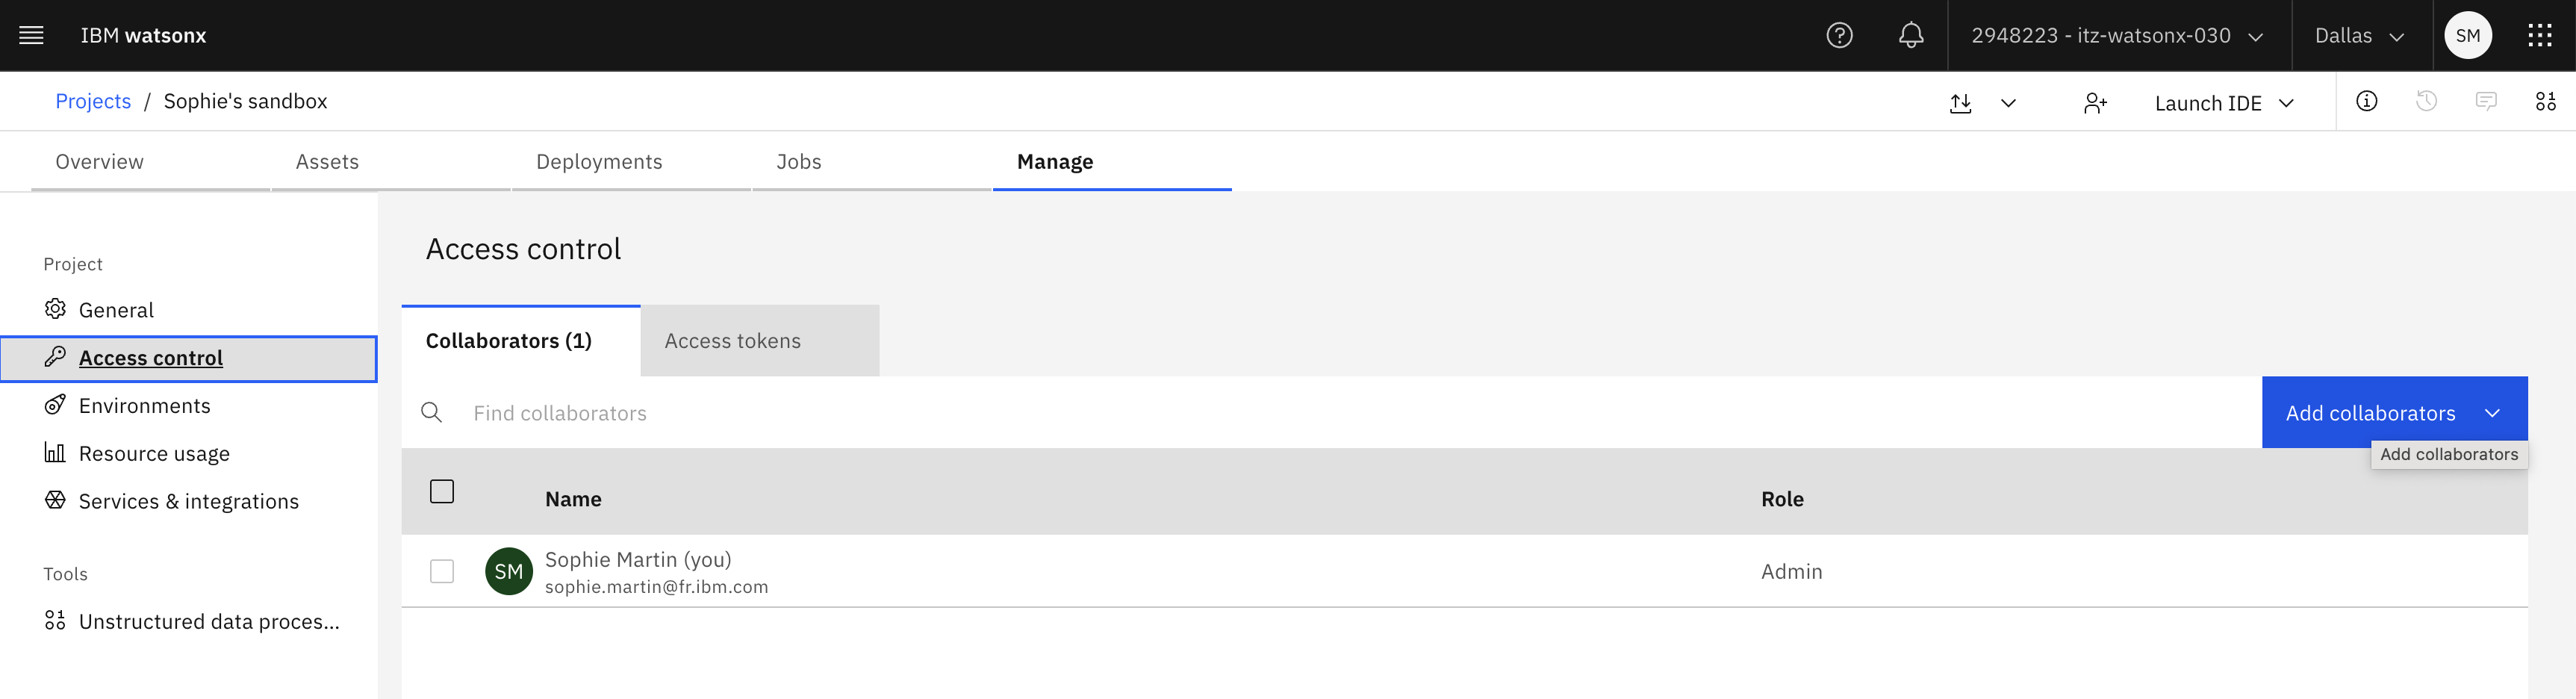 IBM watsonx
2948223 - itz-watsonx-030
Dallas
SM
Projects / Sophie's sandbox
Launch IDE
Overview
Assets
Deployments
Jobs
Manage
Project
General
Access control
Environments
Resource usage
Services & integrations
Tools
Unstructured data proces...
Access control
Collaborators (1)
Access tokens
Find collaborators
Add collaborators
Add collaborators
Name
Role
SM
Sophie Martin (you)
sophie.martin@fr.ibm.com
Admin